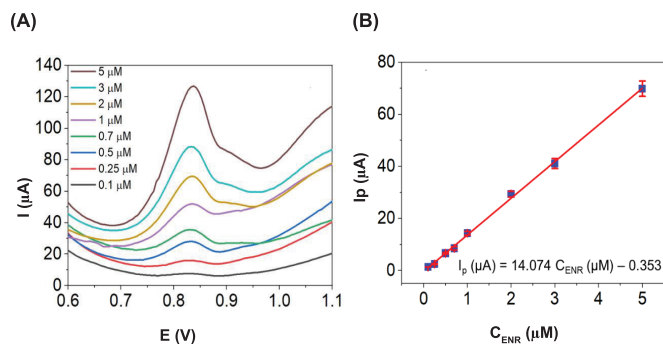 (A)
140
120
100
80
60
40
20
0
I (μA)
5 μM
3 μM
2 μM
1 μM
0.7 μM
0.5 μM
0.25 μM
0.1 μM
0.6 0.7 0.8 0.9 1.0 1.1
E (V)
(B)
80
60
40
20
0
Ip (μA)
Ip (μA) = 14.074 CENR (μM) – 0.353
0 1 2 3 4 5
CENR (μM)